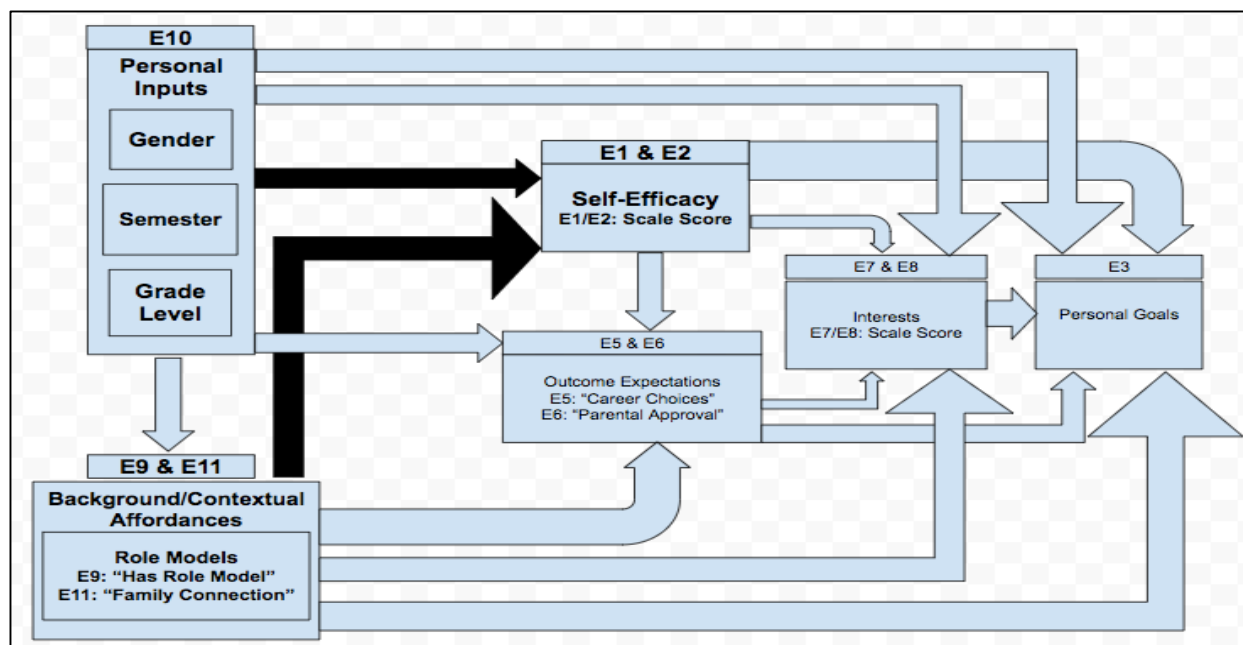 E10
Personal
Inputs
Gender
Semester
Grade
Level
E1 & E2
Self-Efficacy
E1/E2: Scale Score
E7 & E8
Interests
E7/E8: Scale Score
E3
Personal Goals
E5 & E6
Outcome Expectations
E5: “Career Choices”
E6: “Parental Approval”
E9 & E11
Background/Contextual
Affordances
Role Models
E9: “Has Role Model”
E11: “Family Connection”